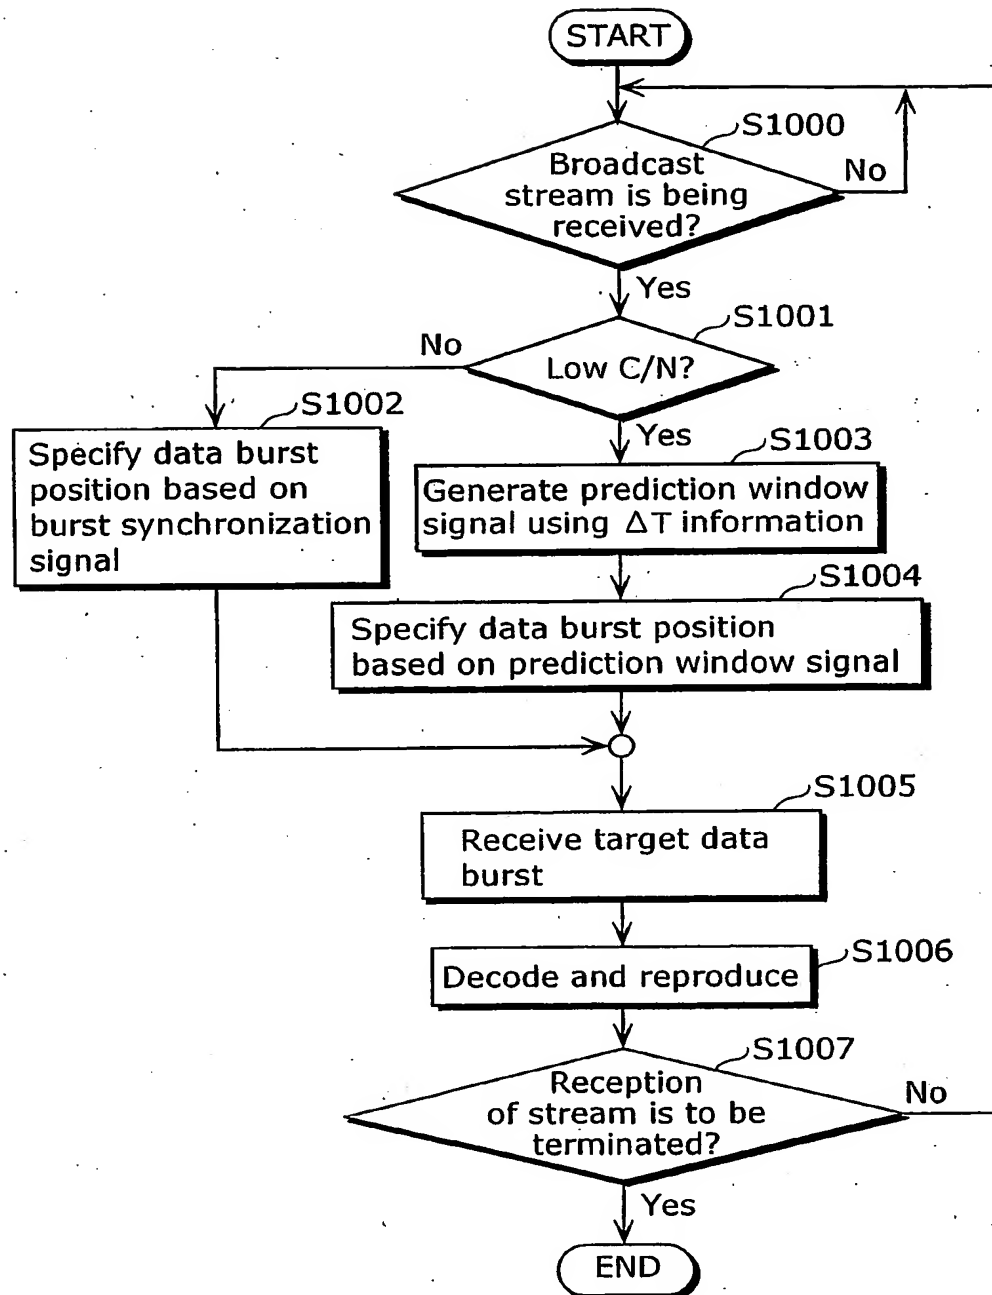 START
S1000
Broadcast
stream is being
received?
No
Yes
S1001
Low C/N?
No
Yes
S1002
Specify data burst
position based on
burst synchronization
signal
S1003
Generate prediction window
signal using ΔT information
S1004
Specify data burst position
based on prediction window signal
S1005
Receive target data
burst
S1006
Decode and reproduce
S1007
Reception
of stream is to be
terminated?
No
Yes
END